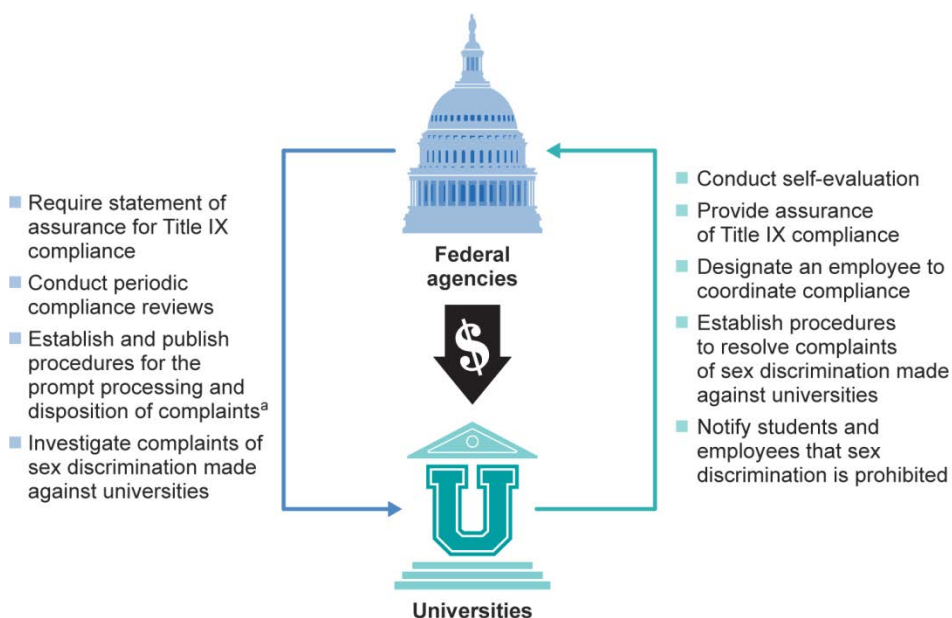 Require statement of
assurance for Title IX
compliance
Conduct periodic
compliance reviews
Establish and publish
procedures for the
prompt processing and
disposition of complaintsᵃ
Investigate complaints of
sex discrimination made
against universities
Federal
agencies
$
U
Universities
Conduct self-evaluation
Provide assurance
of Title IX compliance
Designate an employee to
coordinate compliance
Establish procedures
to resolve complaints
of sex discrimination made
against universities
Notify students and
employees that sex
discrimination is prohibited